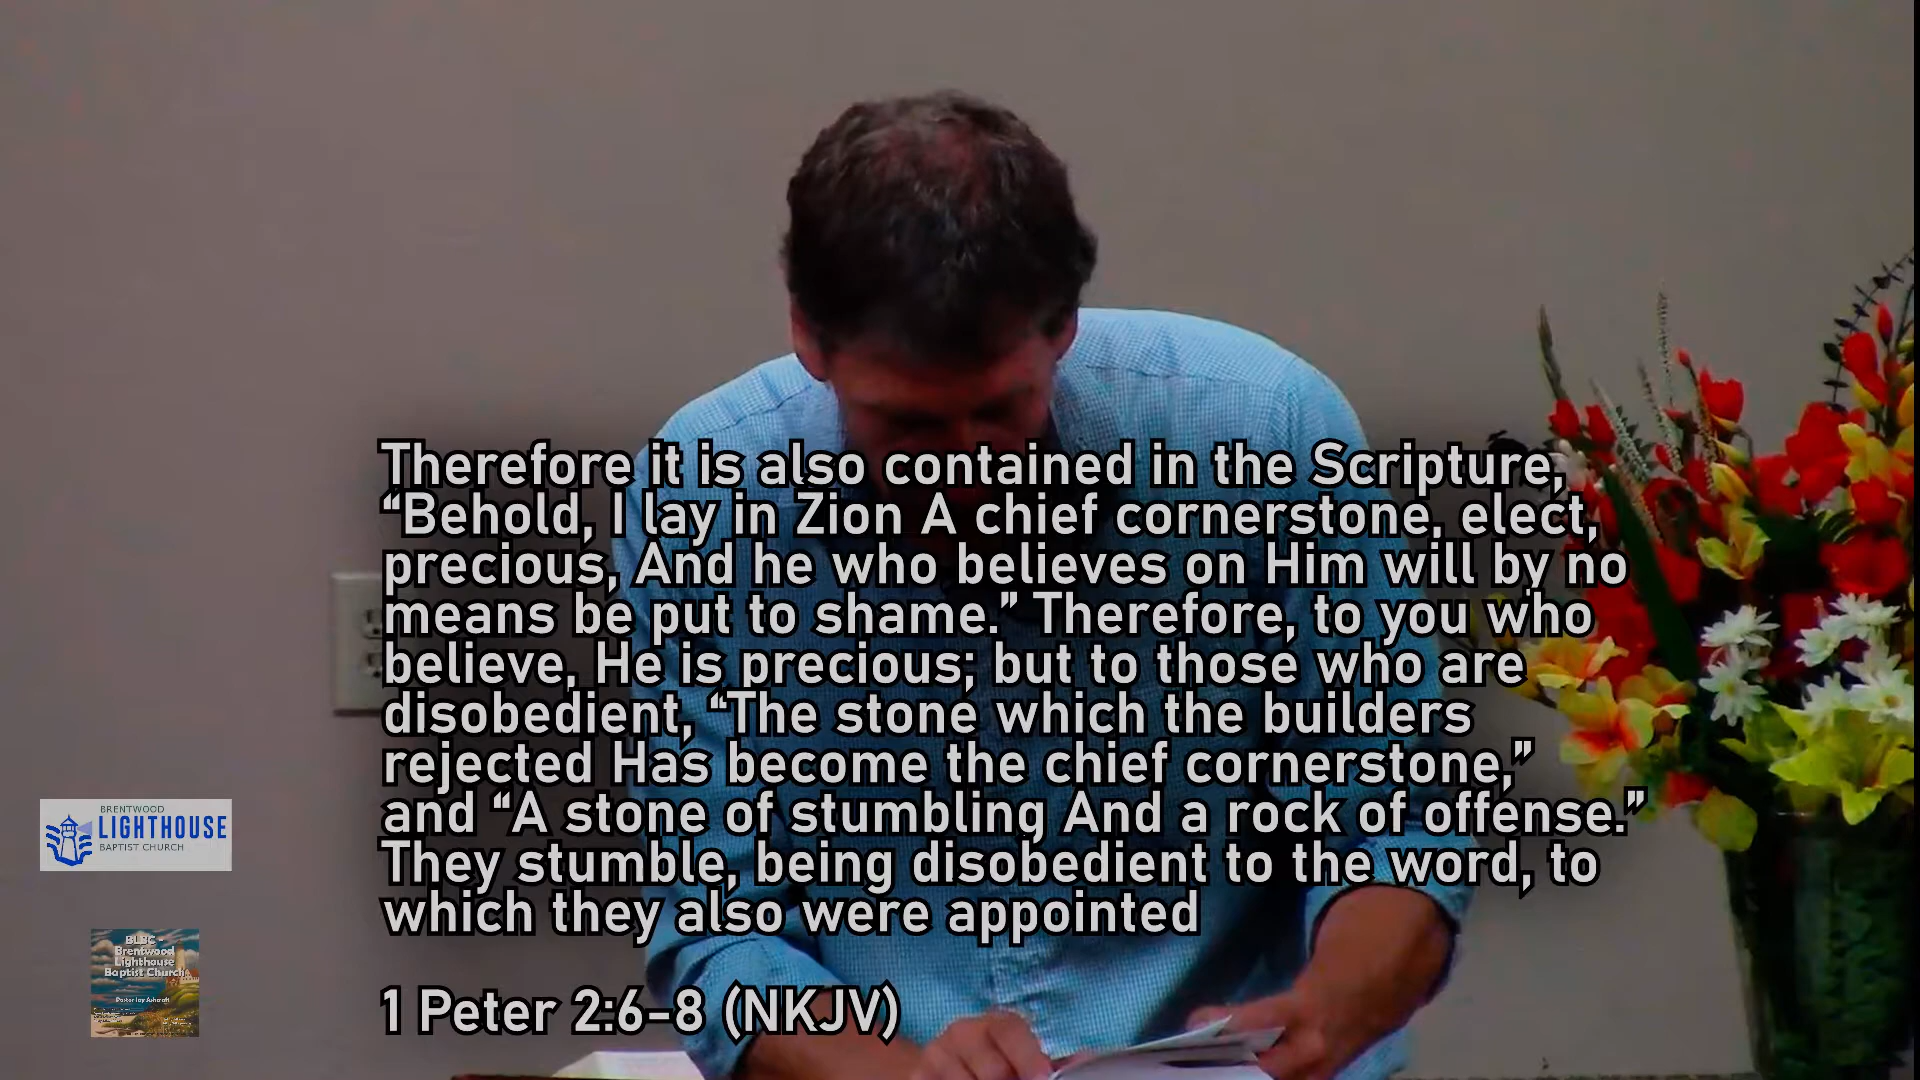 Therefore it is also contained in the Scripture,
“Behold, I lay in Zion A chief cornerstone, elect,
precious, And he who believes on Him will by no
means be put to shame.” Therefore, to you who
believe, He is precious; but to those who are
disobedient, “The stone which the builders
rejected Has become the chief cornerstone,”
and “A stone of stumbling And a rock of offense.”
They stumble, being disobedient to the word, to
which they also were appointed
1 Peter 2:6–8 (NKJV)
BRENTWOOD
LIGHTHOUSE
BAPTIST CHURCH
BLBC -
Brentwood
Lighthouse
Baptist Church